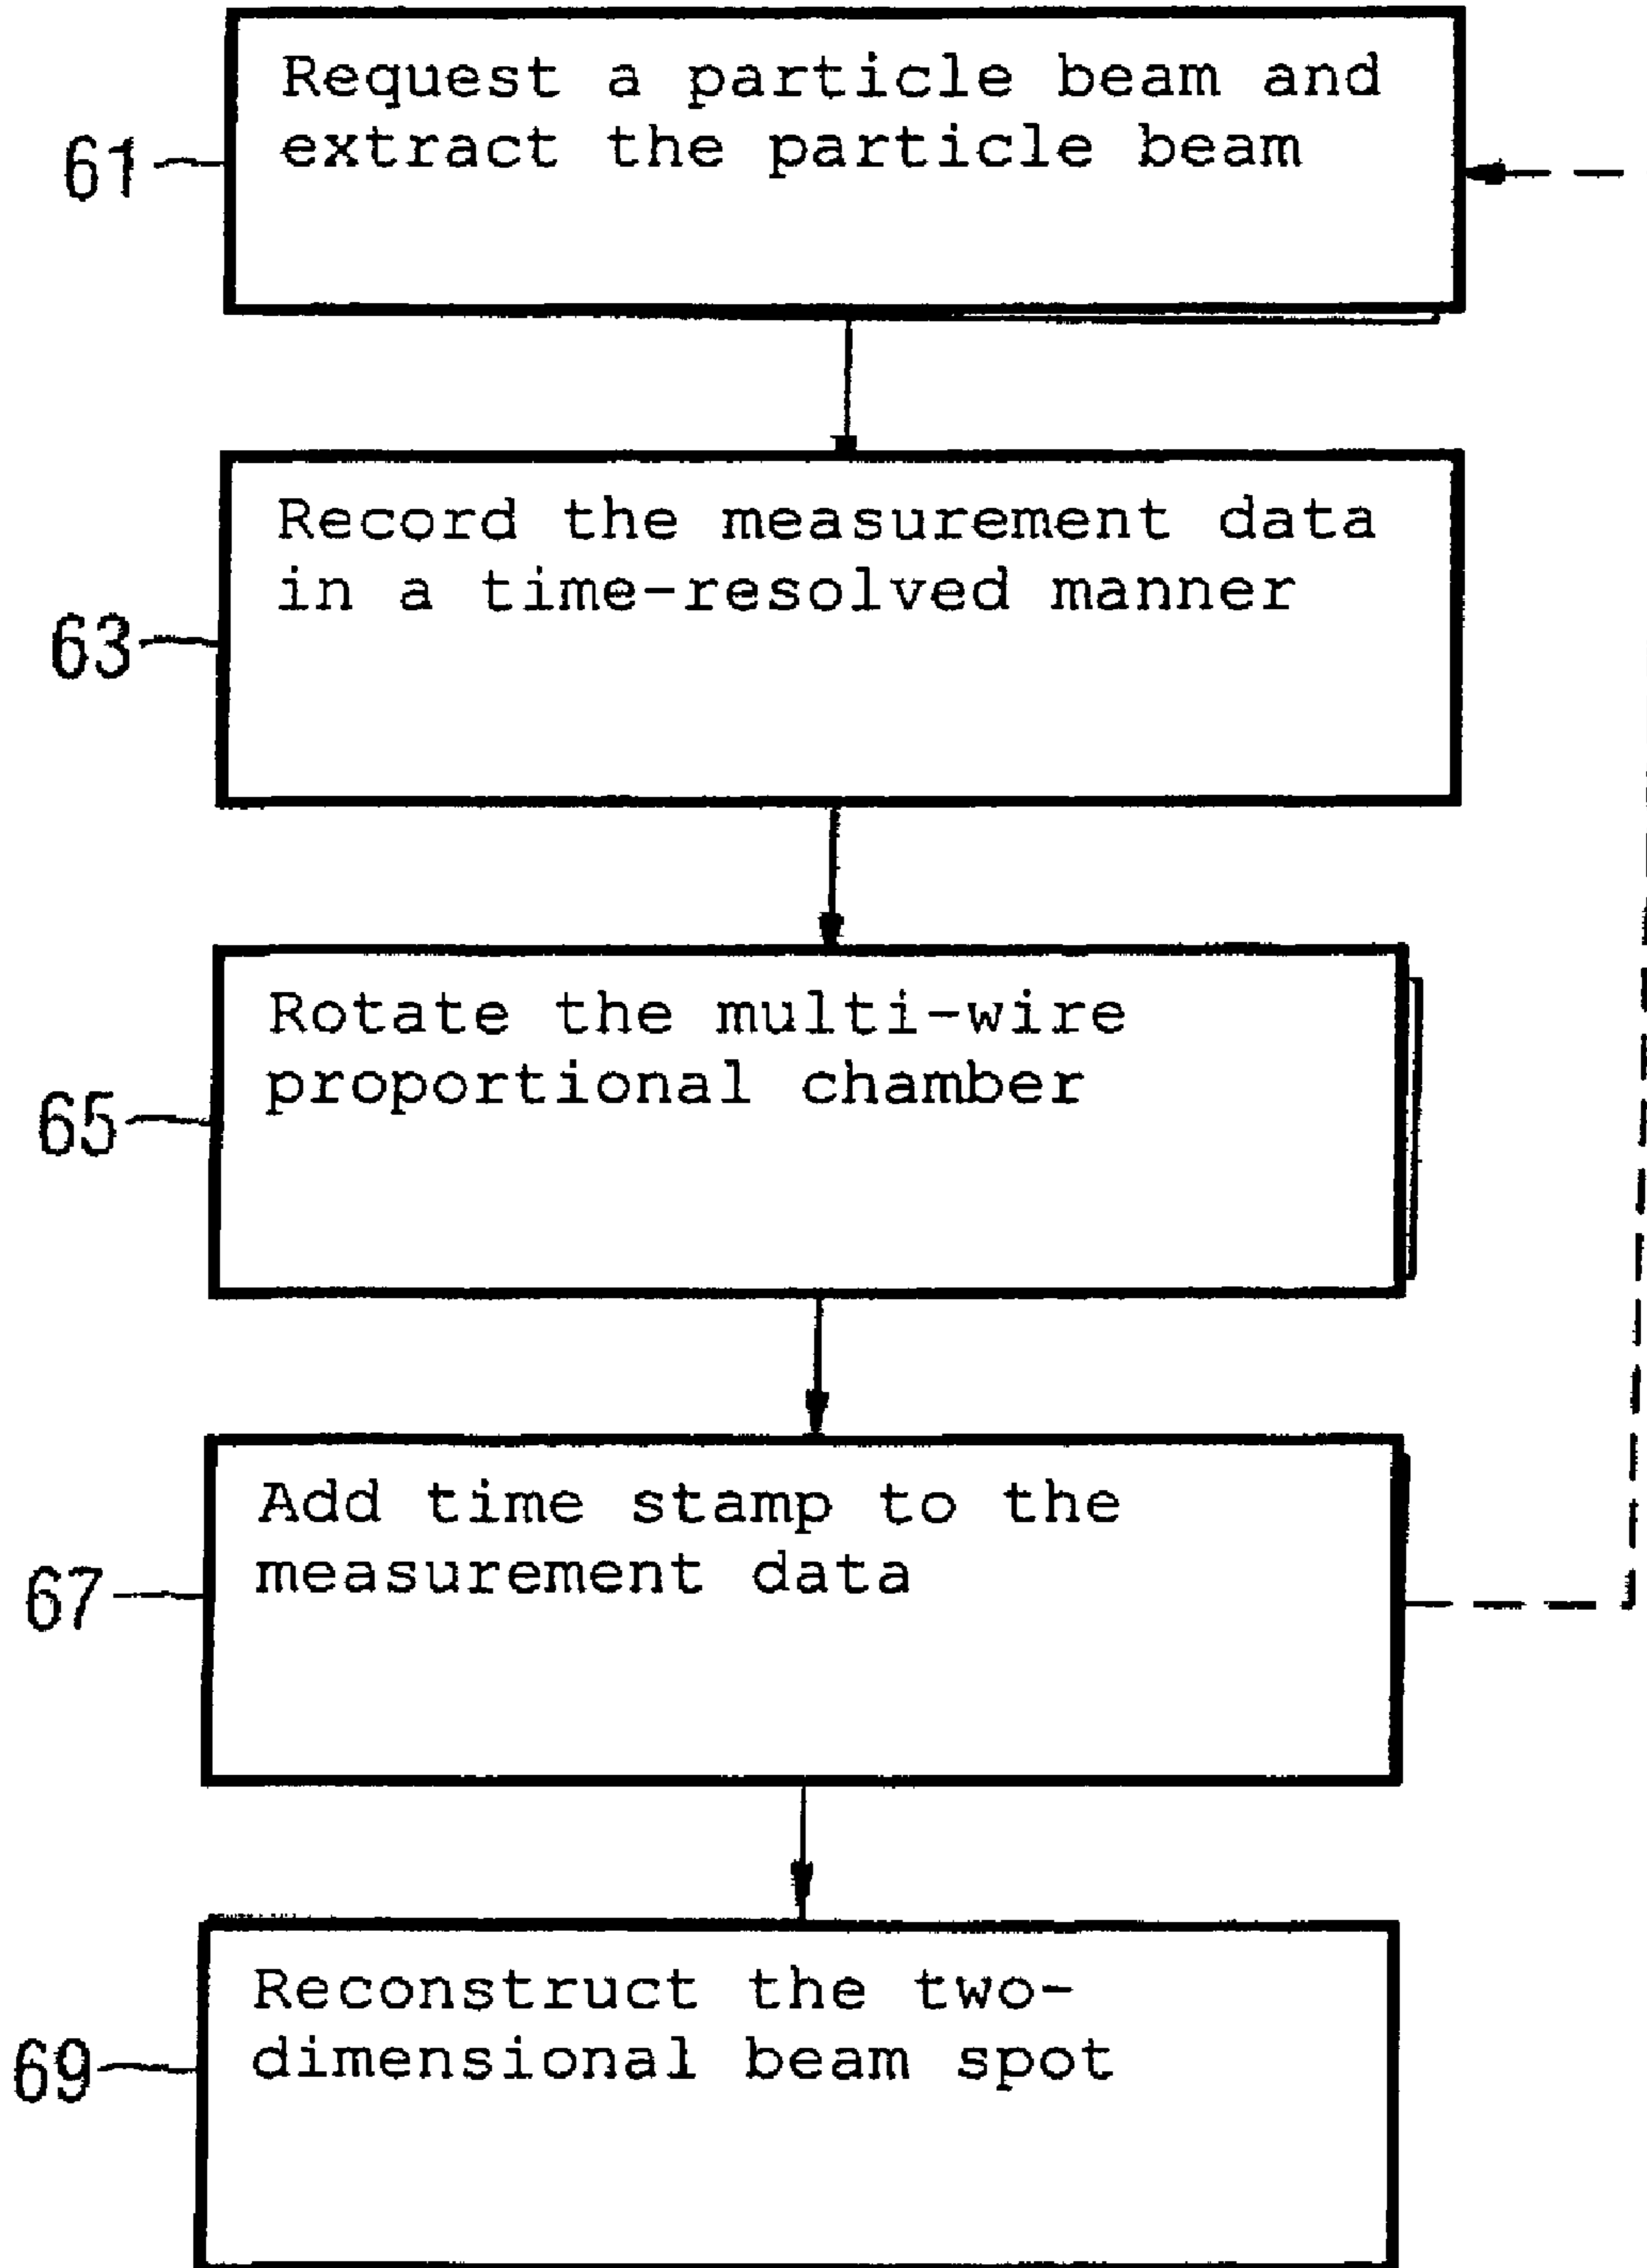 Request a particle beam and
extract the particle beam
61
Record the measurement data
in a time-resolved manner
63
Rotate the multi-wire
proportional chamber
65
Add time stamp to the
measurement data
67
Reconstruct the two-
dimensional beam spot
69